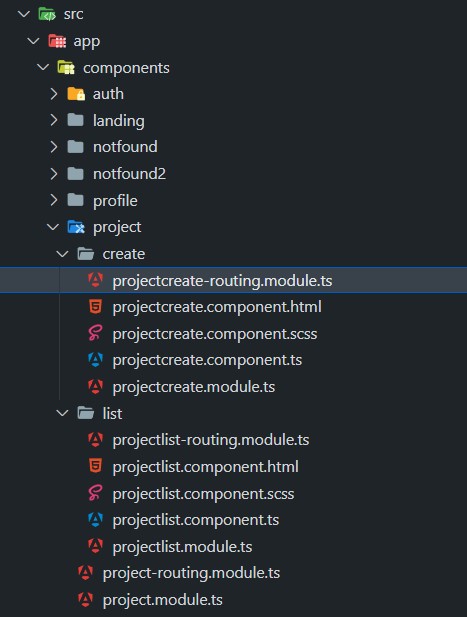 src
app
components
auth
landing
notfound
notfound2
profile
project
create
projectcreate-routing.module.ts
projectcreate.component.html
projectcreate.component.scss
projectcreate.component.ts
projectcreate.module.ts
list
projectlist-routing.module.ts
projectlist.component.html
projectlist.component.scss
projectlist.component.ts
projectlist.module.ts
project-routing.module.ts
project.module.ts